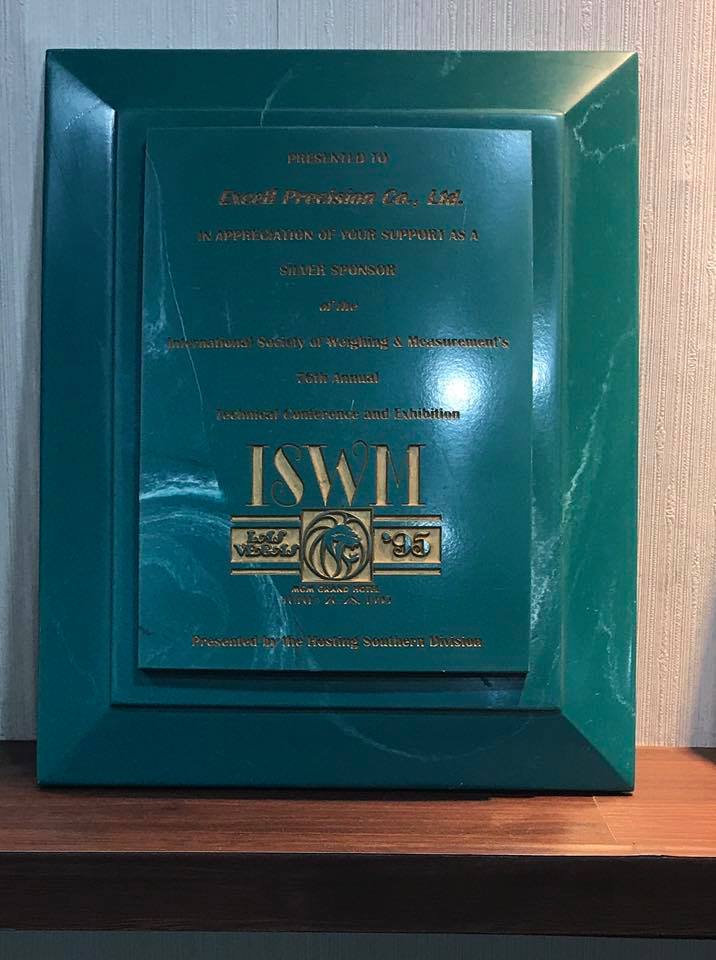 PRESENTED TO
Excell Precision Co., Ltd.
IN APPRECIATION OF YOUR SUPPORT AS A
SILVER SPONSOR
of the
International Society of Weighing & Measurement's
76th Annual
Technical Conference and Exhibition
ISWM
LAS VEGAS '95
MGM GRAND HOTEL
Presented by the Hosting Southern Division